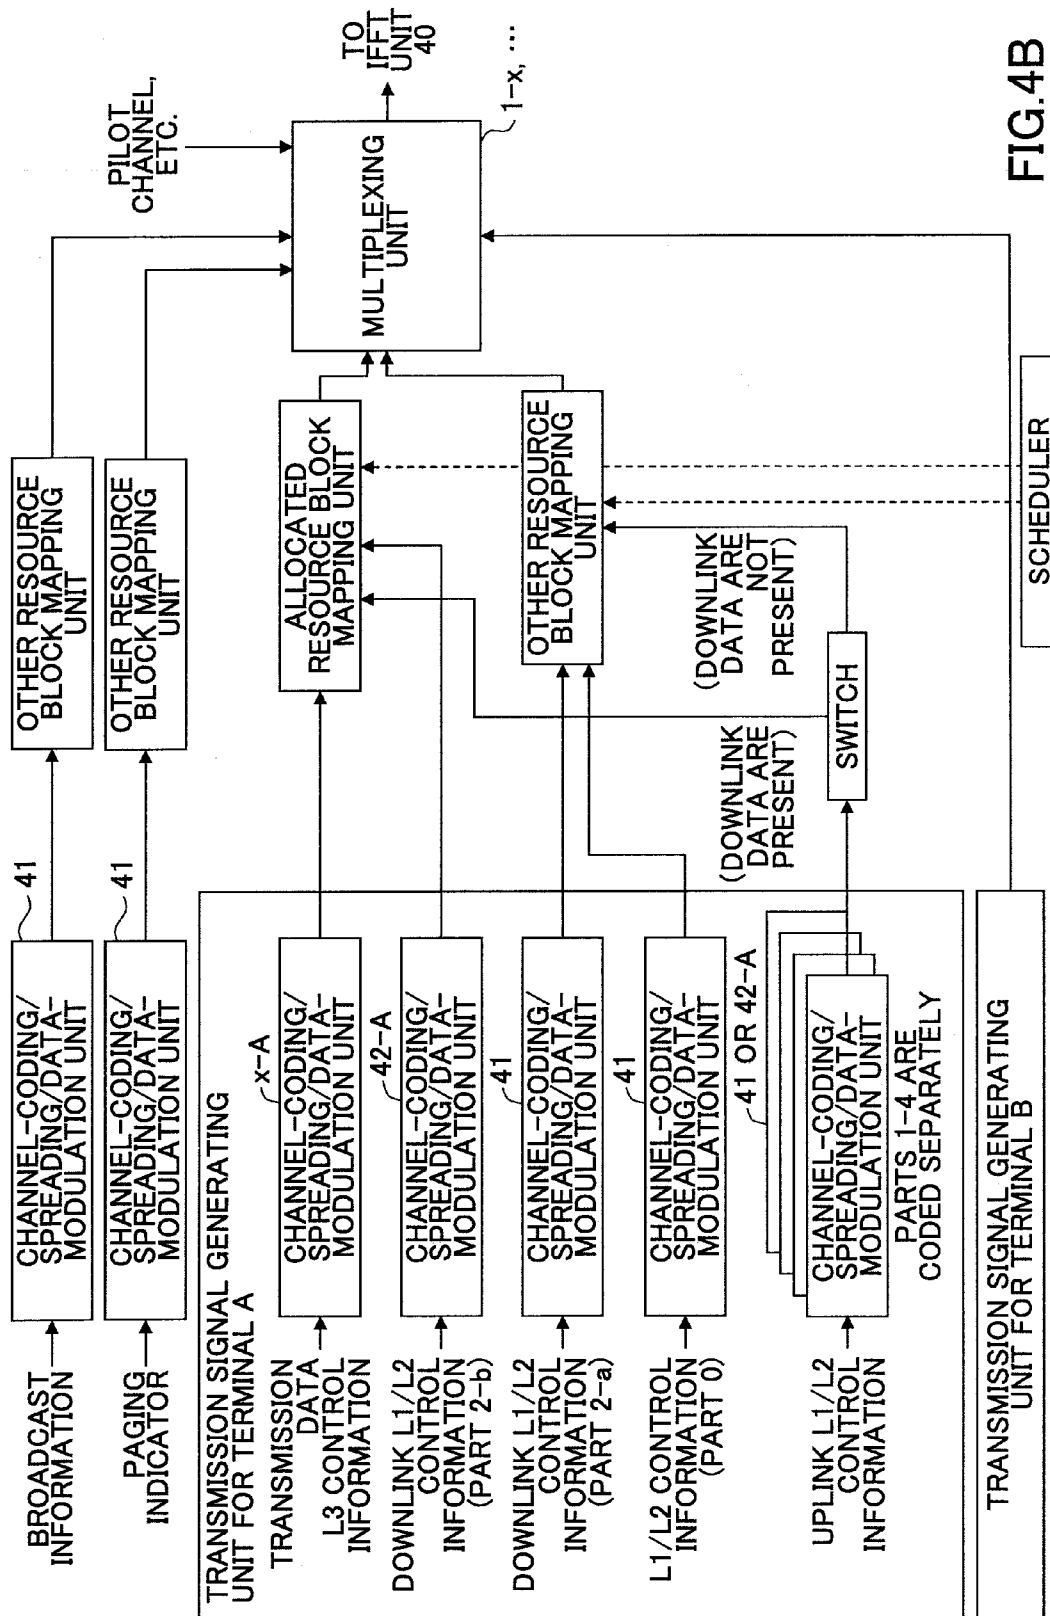 BROADCAST
INFORMATION
CHANNEL-CODING/
SPREADING/DATA-
MODULATION UNIT
41
OTHER RESOURCE
BLOCK MAPPING
UNIT
PAGING
INDICATOR
CHANNEL-CODING/
SPREADING/DATA-
MODULATION UNIT
41
OTHER RESOURCE
BLOCK MAPPING
UNIT
PILOT
CHANNEL,
ETC.
TRANSMISSION SIGNAL GENERATING
UNIT FOR TERMINAL A
TRANSMISSION
DATA
L3 CONTROL
INFORMATION
CHANNEL-CODING/
SPREADING/DATA-
MODULATION UNIT
x-A
ALLOCATED
RESOURCE BLOCK
MAPPING UNIT
MULTIPLEXING
UNIT
TO
IFFT
UNIT
40
1-x, ...
DOWNLINK L1/L2
CONTROL
INFORMATION
(PART 2-b)
CHANNEL-CODING/
SPREADING/DATA-
MODULATION UNIT
42-A
DOWNLINK L1/L2
CONTROL
INFORMATION
(PART 2-a)
CHANNEL-CODING/
SPREADING/DATA-
MODULATION UNIT
41
OTHER RESOURCE
BLOCK MAPPING
UNIT
L1/L2 CONTROL
INFORMATION
(PART 0)
CHANNEL-CODING/
SPREADING/DATA-
MODULATION UNIT
41
(DOWNLINK
DATA ARE
PRESENT)
(DOWNLINK
DATA ARE
NOT
PRESENT)
UPLINK L1/L2
CONTROL
INFORMATION
41 OR 42-A
CHANNEL-CODING/
SPREADING/DATA-
MODULATION UNIT
PARTS 1-4 ARE
CODED SEPARATELY
SWITCH
TRANSMISSION SIGNAL GENERATING
UNIT FOR TERMINAL B
SCHEDULER
FIG.4B